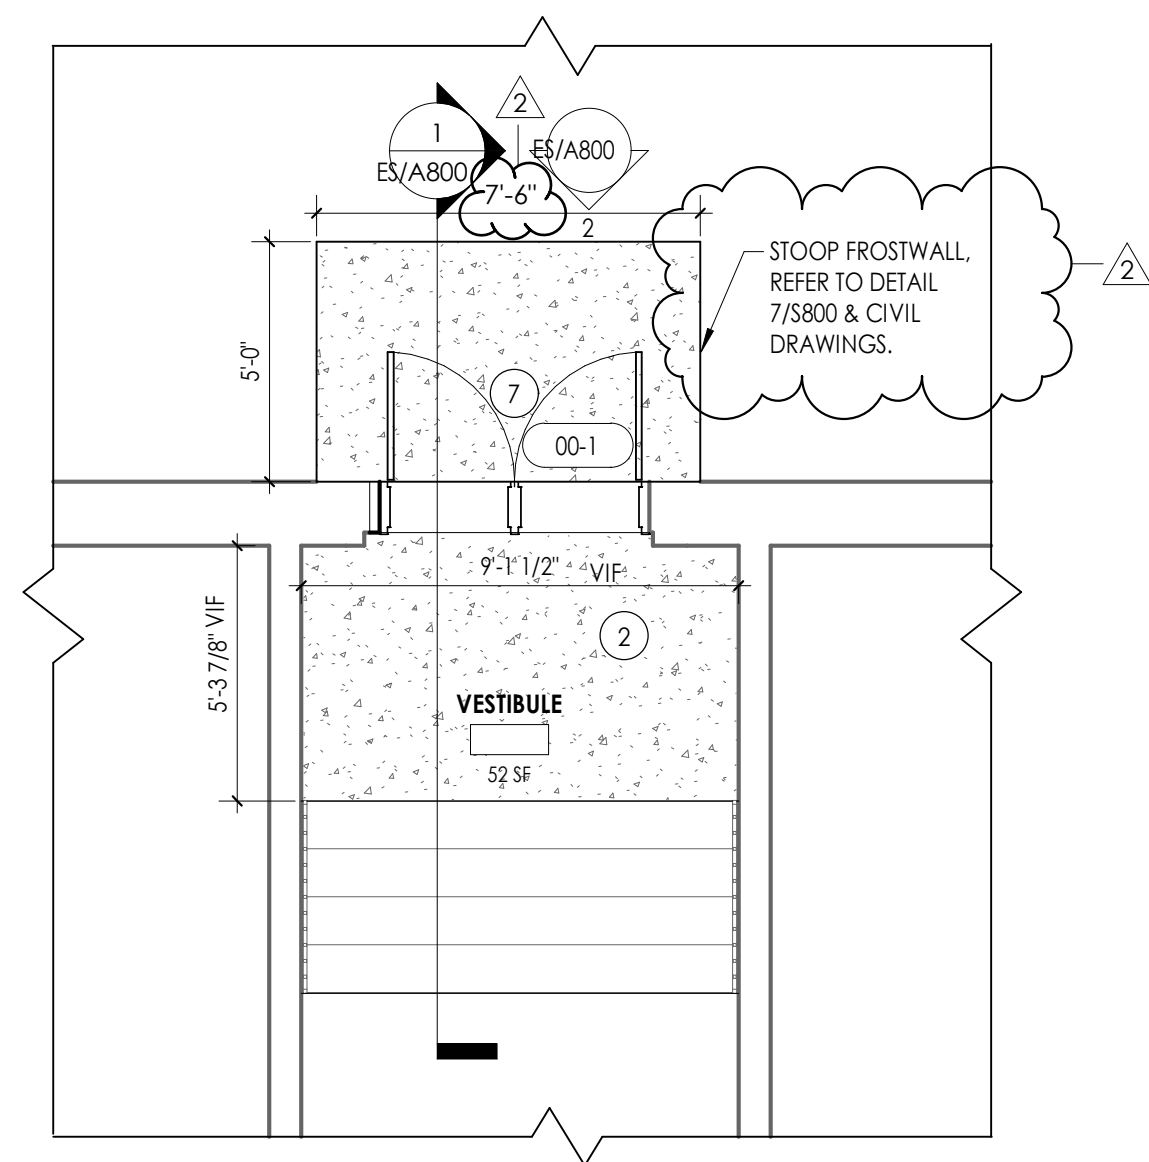 2
1
ES/A800
ES/A800
7'-6"
2
STOOP FROSTWALL,
REFER TO DETAIL
7/S800 & CIVIL
DRAWINGS.
2
5'-0"
7
00-1
9'-1 1/2" VIF
5'-3 7/8" VIF
2
VESTIBULE
52 SF